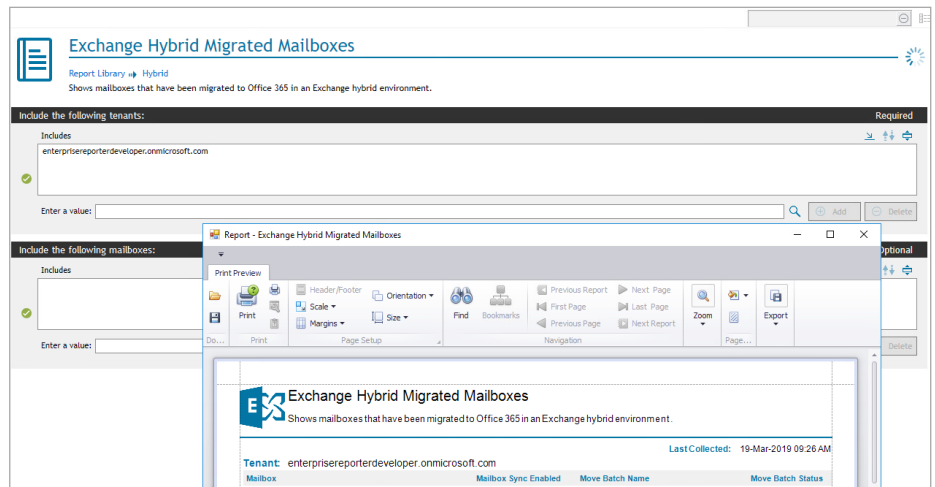 Exchange Hybrid Migrated Mailboxes
Report Library Hybrid
Shows mailboxes that have been migrated to Office 365 in an Exchange hybrid environment.
Include the following tenants: Required
Includes
enterprisereporterdeveloper.onmicrosoft.com
Enter a value: Add Delete
Include the following mailboxes: Optional
Includes
Enter a value: Delete
Report - Exchange Hybrid Migrated Mailboxes
Print Preview
Print
Header/Footer
Scale
Margins
Orientation
Size
Find
Bookmarks
Previous Report Next Page
First Page Last Page
Previous Page Next Report
Zoom
Export
Do... Print Page Setup Navigation Page...
E
Exchange Hybrid Migrated Mailboxes
Shows mailboxes that have been migrated to Office 365 in an Exchange hybrid environment.
Last Collected: 19-Mar-2019 09:26 AM
Tenant: enterprisereporterdeveloper.onmicrosoft.com
Mailbox Mailbox Sync Enabled Move Batch Name Move Batch Status